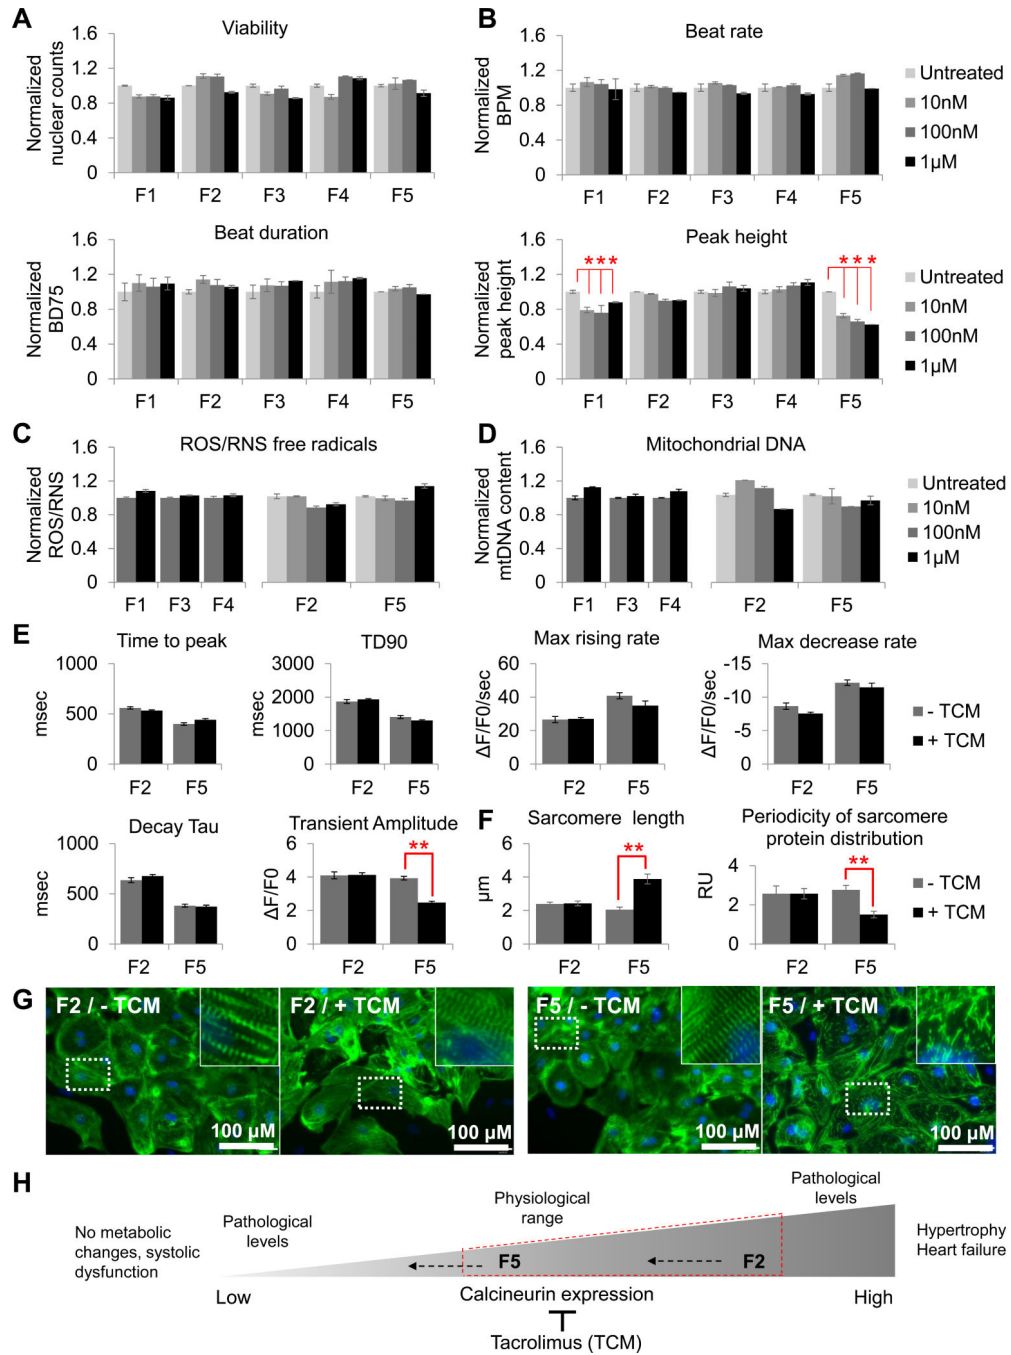 A
Viability
Normalized nuclear counts
1.6
1.2
0.8
0.4
0
F1 F2 F3 F4 F5
B
Beat rate
Normalized BPM
1.6
1.2
0.8
0.4
0
F1 F2 F3 F4 F5
Untreated
10nM
100nM
1µM
Beat duration
Normalized BD75
1.6
1.2
0.8
0.4
0
F1 F2 F3 F4 F5
Peak height
Normalized peak height
1.6
1.2
0.8
0.4
0
***
***
F1 F2 F3 F4 F5
Untreated
10nM
100nM
1µM
C
ROS/RNS free radicals
Normalized ROS/RNS
1.6
1.2
0.8
0.4
0
F1 F3 F4 F2 F5
D
Mitochondrial DNA
Normalized mtDNA content
1.6
1.2
0.8
0.4
0
F1 F3 F4 F2 F5
Untreated
10nM
100nM
1µM
E
Time to peak
msec
1000
500
0
F2 F5
TD90
msec
3000
2000
1000
0
F2 F5
Max rising rate
ΔF/F0/sec
60
40
20
0
F2 F5
Max decrease rate
ΔF/F0/sec
-15
-10
-5
0
F2 F5
- TCM
+ TCM
Decay Tau
msec
1000
500
0
F2 F5
Transient Amplitude
ΔF/F0
6
4
2
0
**
F2 F5
F
Sarcomere length
µm
6
4
2
0
**
F2 F5
Periodicity of sarcomere
protein distribution
RU
4
2
0
**
F2 F5
- TCM
+ TCM
G
F2 / - TCM
100 µM
F2 / + TCM
100 µM
F5 / - TCM
100 µM
F5 / + TCM
100 µM
H
No metabolic
changes, systolic
dysfunction
Pathological
levels
Physiological
range
Pathological
levels
Hypertrophy
Heart failure
F5
F2
Low
Calcineurin expression
High
Tacrolimus (TCM)